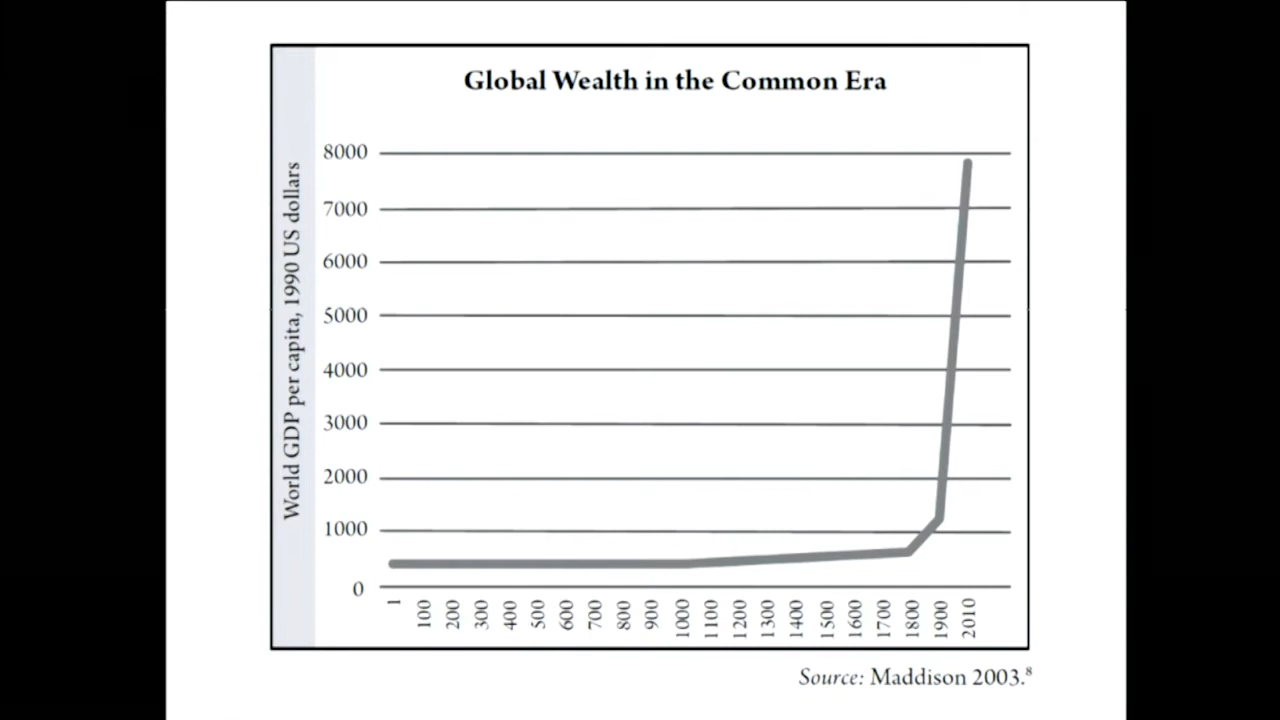 Global Wealth in the Common Era
World GDP per capita, 1990 US dollars
8000
7000
6000
5000
4000
3000
2000
1000
0
1 100 200 300 400 500 600 700 800 900 1000 1100 1200 1300 1400 1500 1600 1700 1800 1900 2010
Source: Maddison 2003.⁸